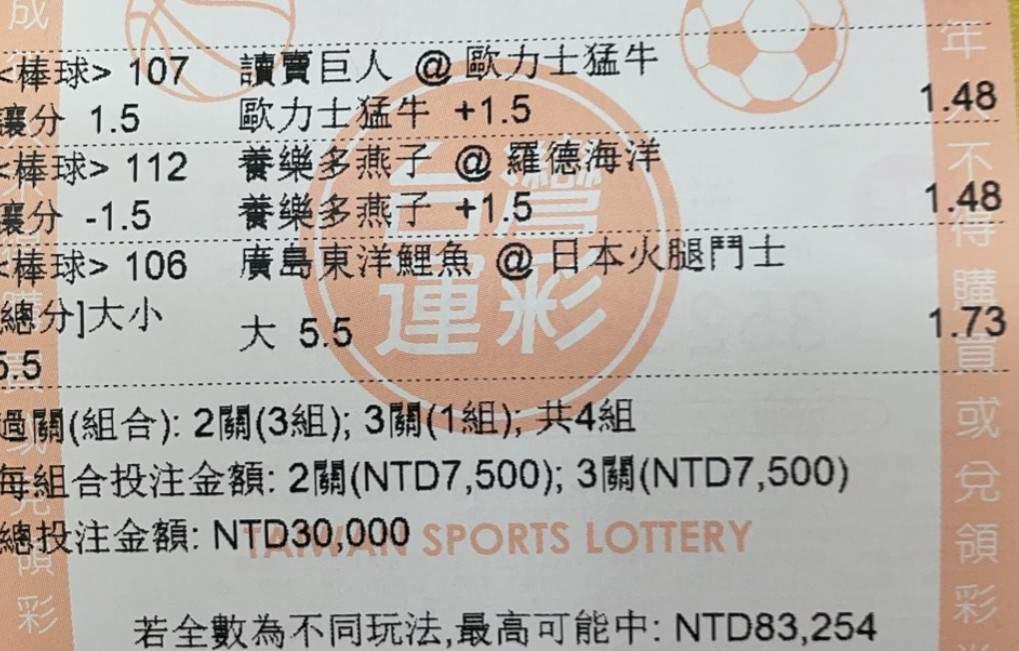 <棒球> 107 讀賣巨人 @ 歐力士猛牛
讓分 1.5 歐力士猛牛 +1.5 1.48
<棒球> 112 養樂多燕子 @ 羅德海洋
讓分 -1.5 養樂多燕子 +1.5 1.48
<棒球> 106 廣島東洋鯉魚 @ 日本火腿鬥士
總分]大小 大 5.5 1.73
5.5
過關(組合): 2關(3組); 3關(1組); 共4組
每組合投注金額: 2關(NTD7,500); 3關(NTD7,500)
總投注金額: NTD30,000
TAIWAN SPORTS LOTTERY
若全數為不同玩法,最高可能中: NTD83,254
台灣
運彩
年
不得購買或兌領彩